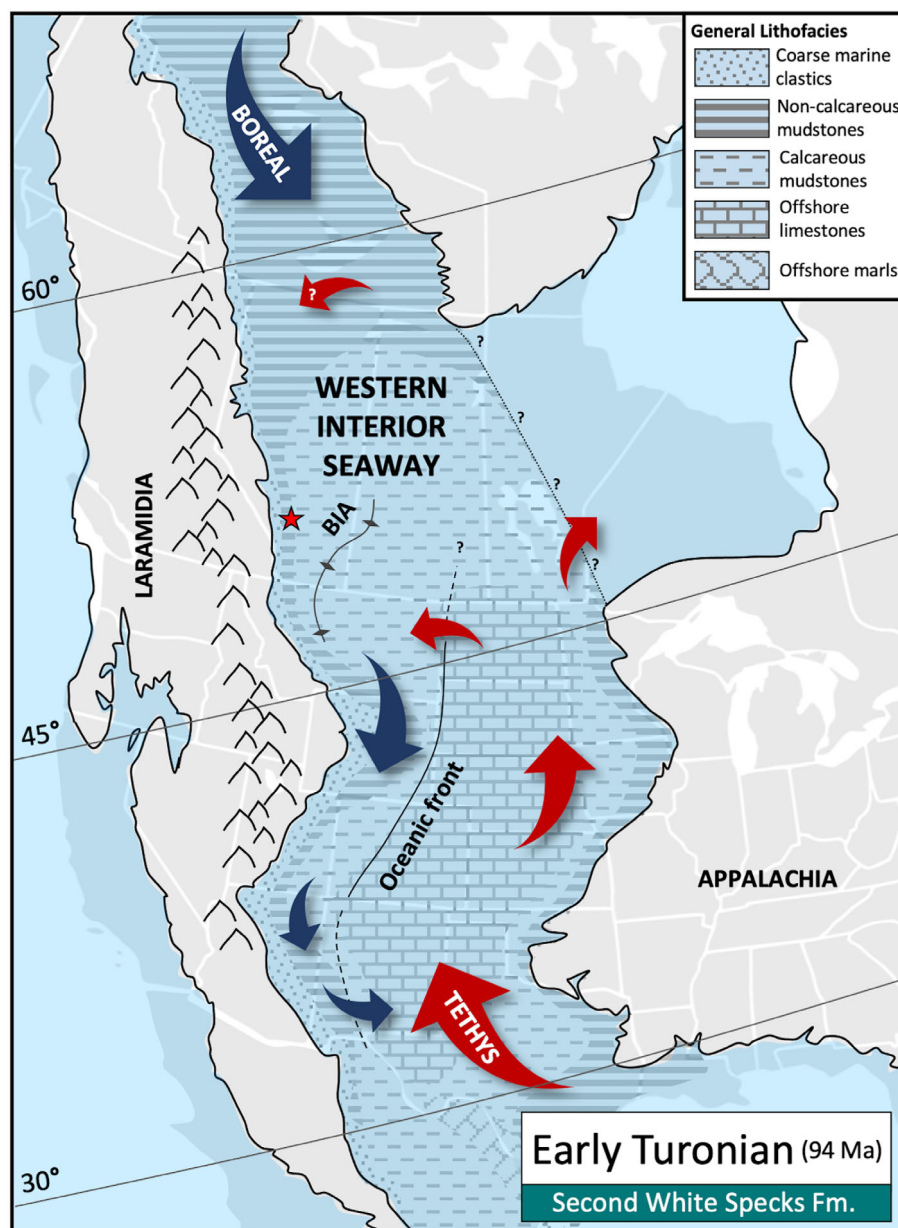 General Lithofacies
Coarse marine
clastics
Non-calcareous
mudstones
Calcareous
mudstones
Offshore
limestones
Offshore marls
BOREAL
60°
?
?
?
WESTERN
INTERIOR
SEAWAY
?
LARAMIDIA
BIA
?
?
?
45°
Oceanic front
APPALACHIA
TETHYS
30°
Early Turonian (94 Ma)
Second White Specks Fm.